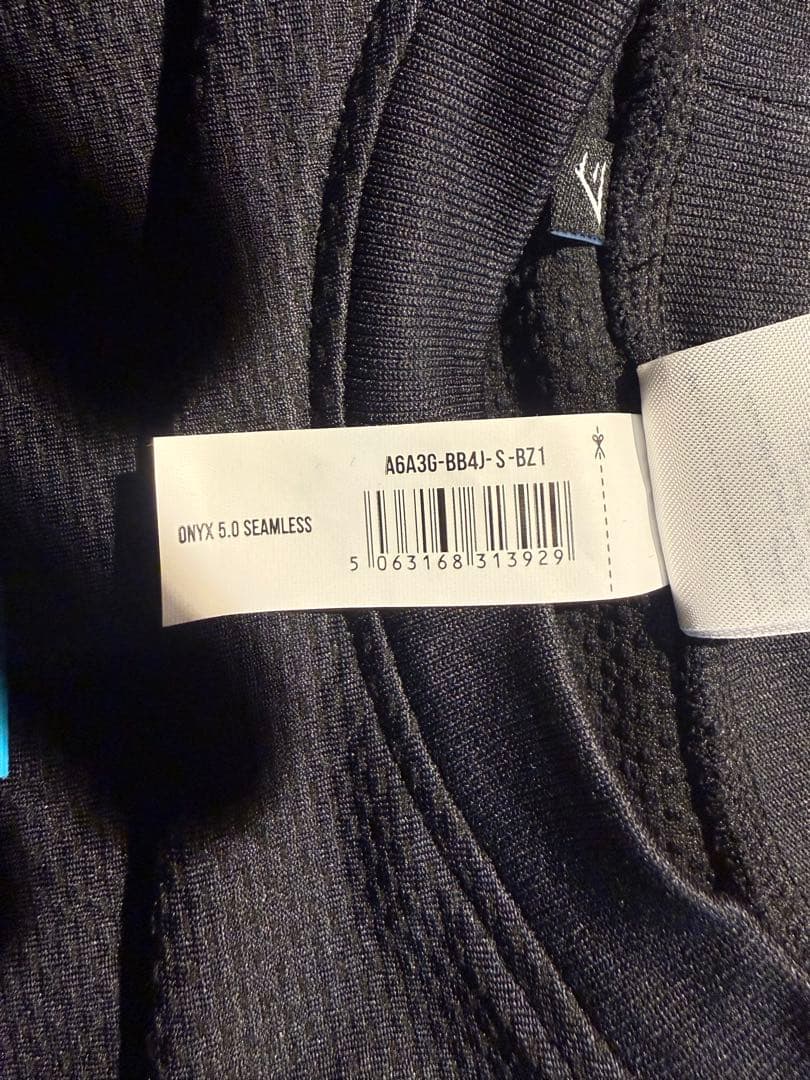 A6A3G-BB4J-S-BZ1
ONYX 5.0 SEAMLESS
5 063168 313929